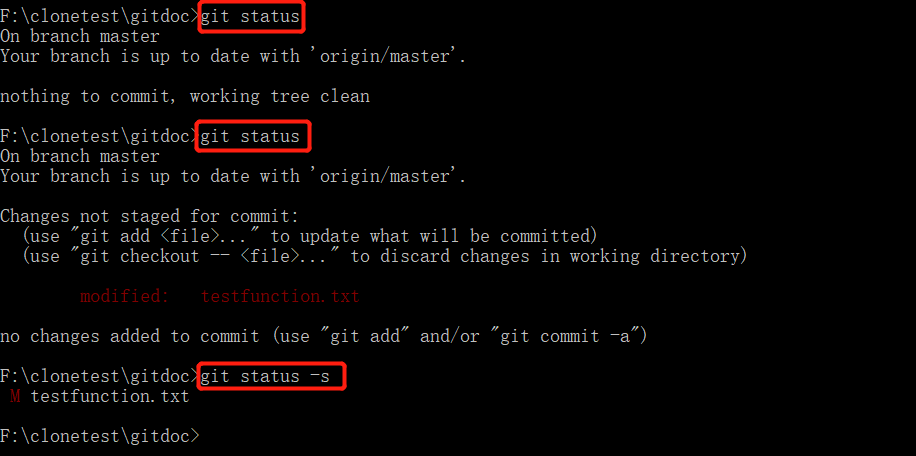 F:\clonetest\gitdoc>git status
On branch master
Your branch is up to date with 'origin/master'.
nothing to commit, working tree clean
F:\clonetest\gitdoc>git status
On branch master
Your branch is up to date with 'origin/master'.
Changes not staged for commit:
  (use "git add <file>..." to update what will be committed)
  (use "git checkout -- <file>..." to discard changes in working directory)
        modified:   testfunction.txt
no changes added to commit (use "git add" and/or "git commit -a")
F:\clonetest\gitdoc>git status -s
 M testfunction.txt
F:\clonetest\gitdoc>